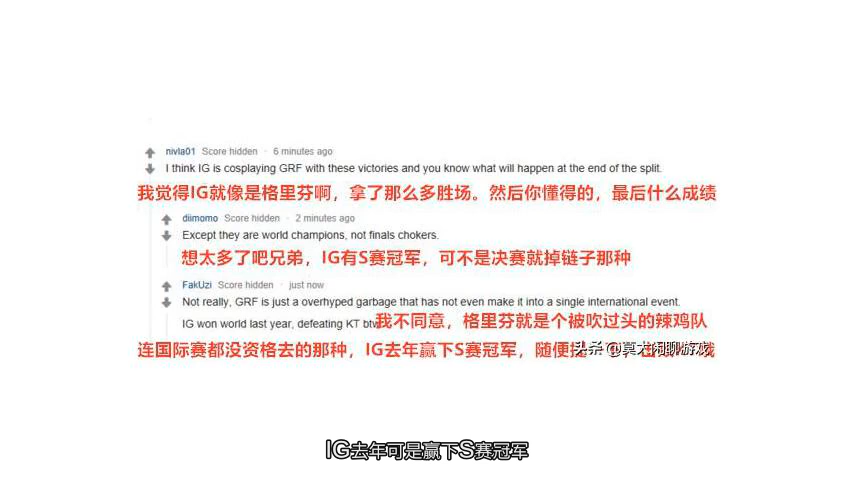 nivla01 Score hidden · 6 minutes ago
I think IG is cosplaying GRF with these victories and you know what will happen at the end of the split.
我觉得IG就像是格里芬啊，拿了那么多胜场。然后你懂得的，最后什么成绩
diimomo Score hidden · 2 minutes ago
Except they are world champions, not finals chokers.
想太多了吧兄弟，IG有S赛冠军，可不是决赛就掉链子那种
FakUzi Score hidden · just now
Not really, GRF is just a overhyped garbage that has not even make it into a single international event.
IG won world last year, defeating KT btw
我不同意，格里芬就是个被吹过头的辣鸡队
连国际赛都没资格去的那种，IG去年赢下S赛冠军，随便提
头条 @莫大闲聊游戏
IG去年可是赢下S赛冠军